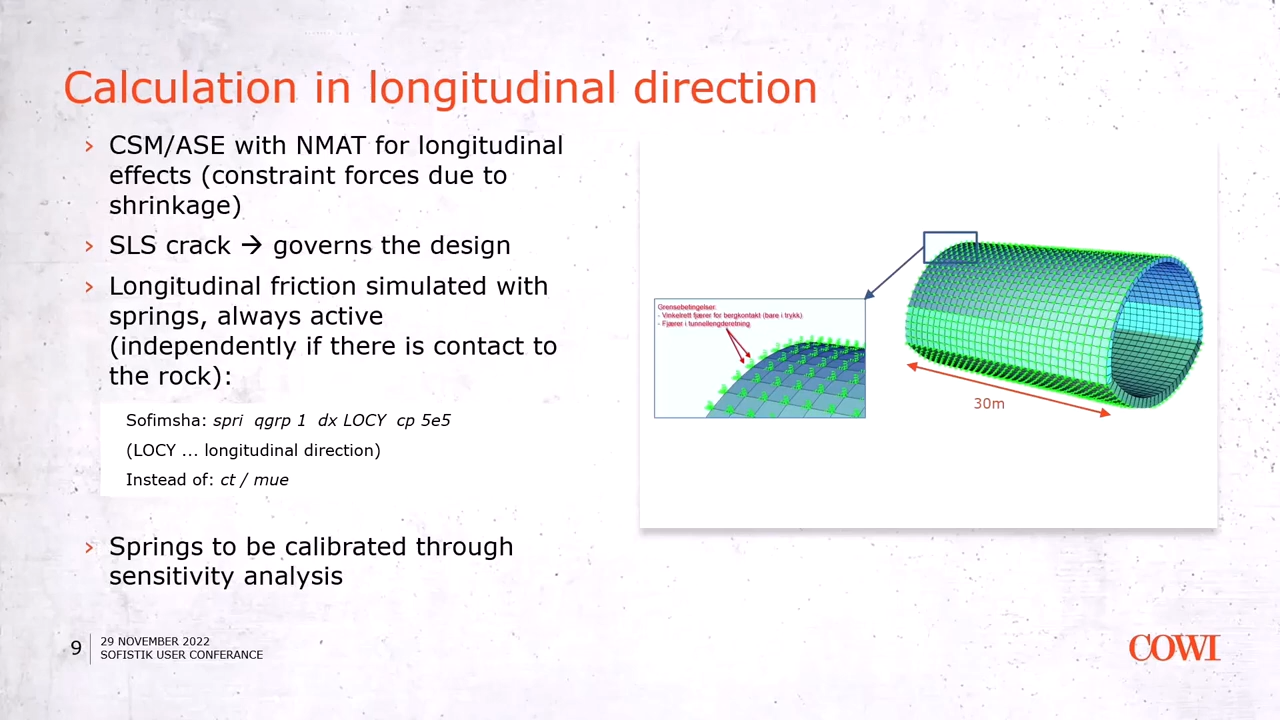 Calculation in longitudinal direction
› CSM/ASE with NMAT for longitudinal
effects (constraint forces due to
shrinkage)
› SLS crack → governs the design
› Longitudinal friction simulated with
springs, always active
(independently if there is contact to
the rock):
Sofimsha: spri qgrp 1 dx LOCY cp 5e5
(LOCY ... longitudinal direction)
Instead of: ct / mue
› Springs to be calibrated through
sensitivity analysis
Grensebetingelser:
- Vinkelrett fjærer for bergkontakt (bare i trykk)
- Fjærer i tunnellengderetning
30m
9
29 NOVEMBER 2022
SOFISTIK USER CONFERANCE
COWI